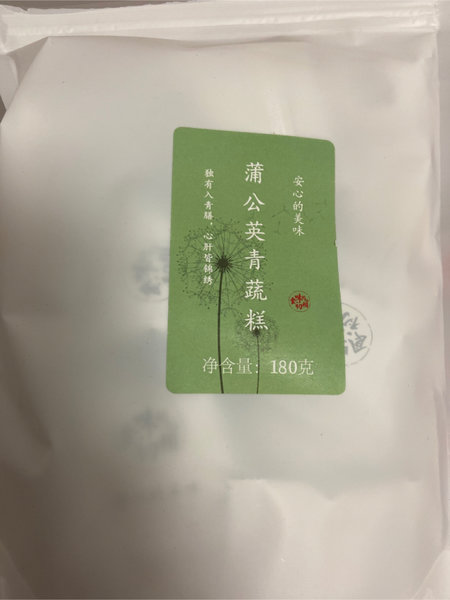 安心的美味
蒲公英青蔬糕
独有入青膳，心肝皆锦绣
净含量：180克